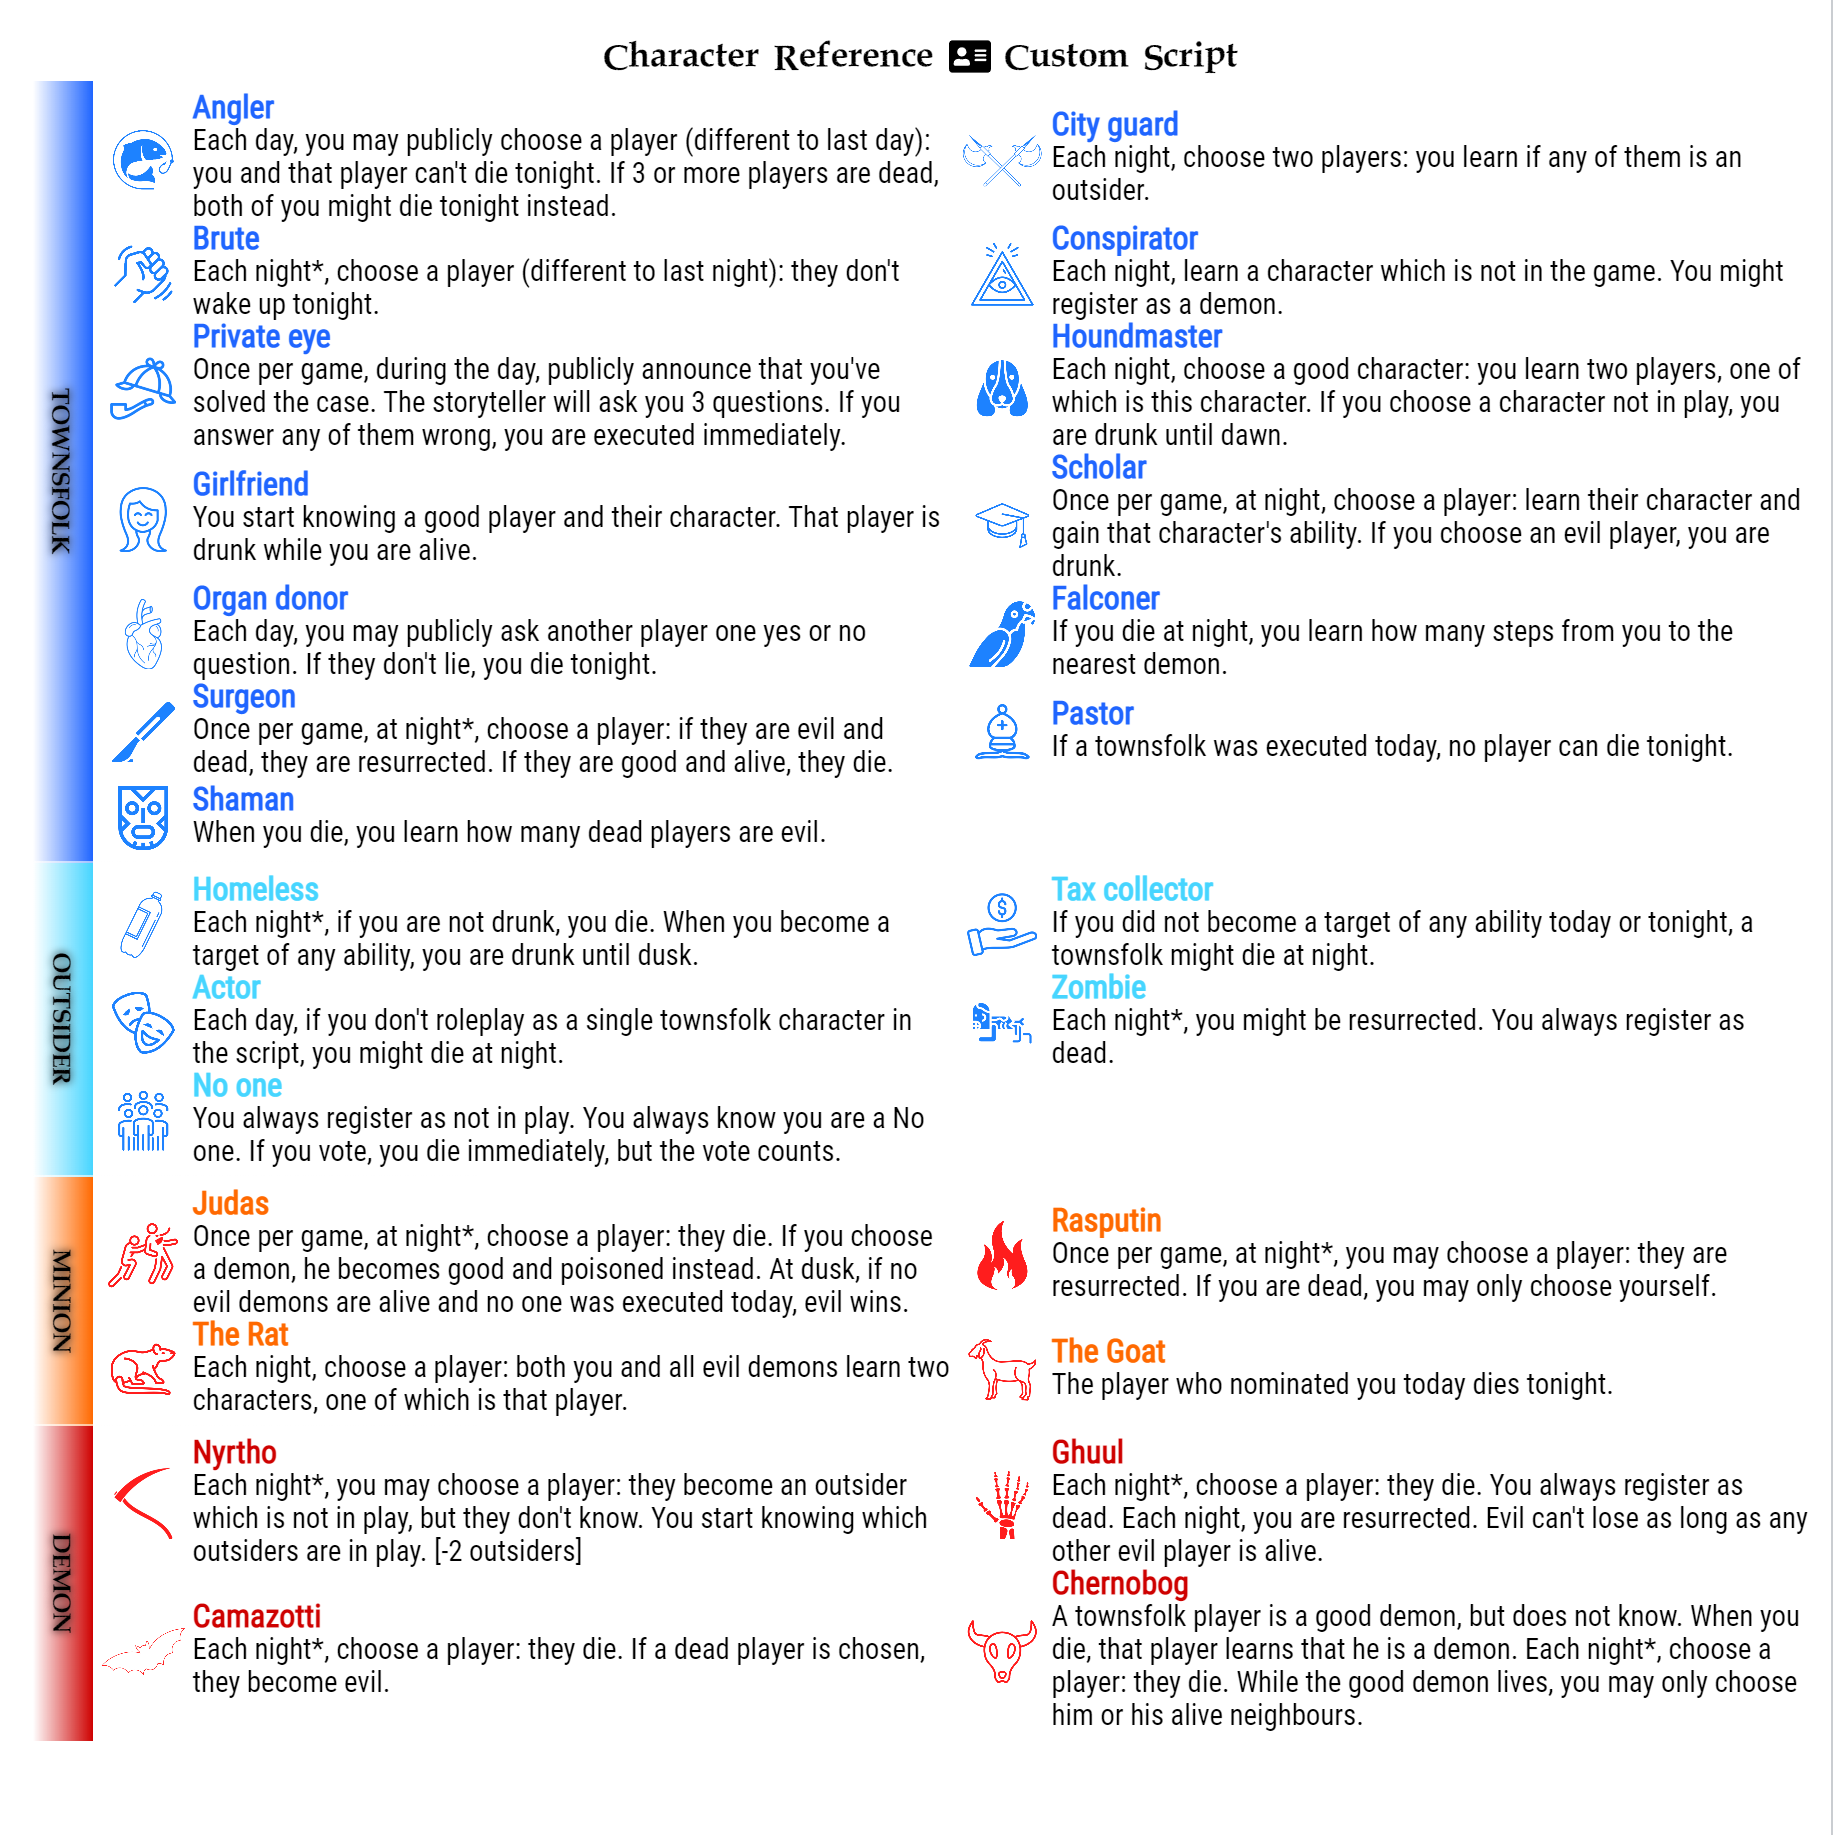 Character Reference Custom Script
TOWNSFOLK
Angler
Each day, you may publicly choose a player (different to last day):
you and that player can't die tonight. If 3 or more players are dead,
both of you might die tonight instead.
City guard
Each night, choose two players: you learn if any of them is an
outsider.
Brute
Each night*, choose a player (different to last night): they don't
wake up tonight.
Conspirator
Each night, learn a character which is not in the game. You might
register as a demon.
Private eye
Once per game, during the day, publicly announce that you've
solved the case. The storyteller will ask you 3 questions. If you
answer any of them wrong, you are executed immediately.
Houndmaster
Each night, choose a good character: you learn two players, one of
which is this character. If you choose a character not in play, you
are drunk until dawn.
Girlfriend
You start knowing a good player and their character. That player is
drunk while you are alive.
Scholar
Once per game, at night, choose a player: learn their character and
gain that character's ability. If you choose an evil player, you are
drunk.
Organ donor
Each day, you may publicly ask another player one yes or no
question. If they don't lie, you die tonight.
Falconer
If you die at night, you learn how many steps from you to the
nearest demon.
Surgeon
Once per game, at night*, choose a player: if they are evil and
dead, they are resurrected. If they are good and alive, they die.
Pastor
If a townsfolk was executed today, no player can die tonight.
Shaman
When you die, you learn how many dead players are evil.
OUTSIDER
Homeless
Each night*, if you are not drunk, you die. When you become a
target of any ability, you are drunk until dusk.
Tax collector
If you did not become a target of any ability today or tonight, a
townsfolk might die at night.
Actor
Each day, if you don't roleplay as a single townsfolk character in
the script, you might die at night.
Zombie
Each night*, you might be resurrected. You always register as
dead.
No one
You always register as not in play. You always know you are a No
one. If you vote, you die immediately, but the vote counts.
MINION
Judas
Once per game, at night*, choose a player: they die. If you choose
a demon, he becomes good and poisoned instead. At dusk, if no
evil demons are alive and no one was executed today, evil wins.
Rasputin
Once per game, at night*, you may choose a player: they are
resurrected. If you are dead, you may only choose yourself.
The Rat
Each night, choose a player: both you and all evil demons learn two
characters, one of which is that player.
The Goat
The player who nominated you today dies tonight.
DEMON
Nyrtho
Each night*, you may choose a player: they become an outsider
which is not in play, but they don't know. You start knowing which
outsiders are in play. [-2 outsiders]
Ghuul
Each night*, choose a player: they die. You always register as
dead. Each night, you are resurrected. Evil can't lose as long as any
other evil player is alive.
Camazotti
Each night*, choose a player: they die. If a dead player is chosen,
they become evil.
Chernobog
A townsfolk player is a good demon, but does not know. When you
die, that player learns that he is a demon. Each night*, choose a
player: they die. While the good demon lives, you may only choose
him or his alive neighbours.